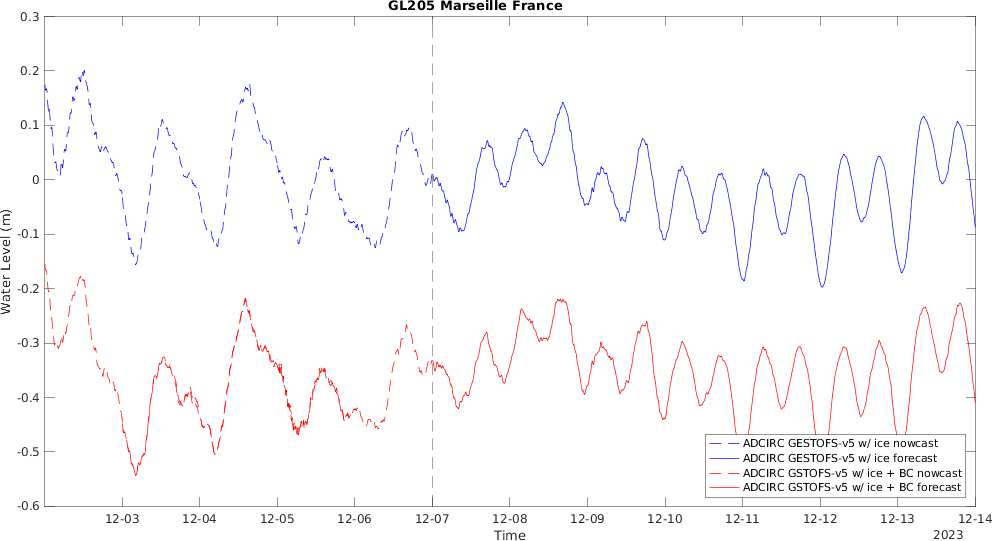 GL205 Marseille France
Water Level (m)
0.3
0.2
0.1
0
-0.1
-0.2
-0.3
-0.4
-0.5
-0.6
ADCIRC GESTOFS-v5 w/ ice nowcast
ADCIRC GESTOFS-v5 w/ ice forecast
ADCIRC GSTOFS-v5 w/ ice + BC nowcast
ADCIRC GSTOFS-v5 w/ ice + BC forecast
12-03 12-04 12-05 12-06 12-07 12-08 12-09 12-10 12-11 12-12 12-13 12-14
Time
2023